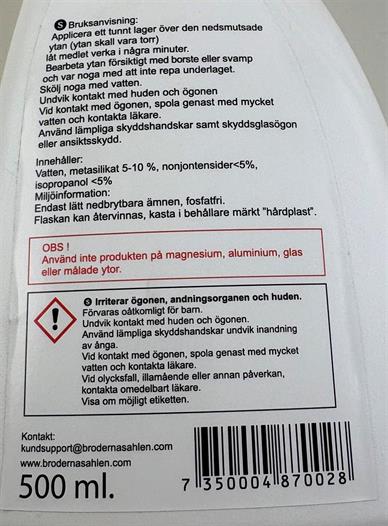 S Bruksanvisning:
Applicera ett tunnt lager över den nedsmutsade
ytan (ytan skall vara torr)
låt medlet verka i några minuter.
Bearbeta ytan försiktigt med borste eller svamp
och var noga med att inte repa underlaget.
Skölj noga med vatten.
Undvik kontakt med huden och ögonen
Vid kontakt med ögonen, spola genast med mycket
vatten och kontakta läkare.
Använd lämpliga skyddshandskar samt skyddsglasögon
eller ansiktsskydd.
Innehåller:
Vatten, metasilikat 5-10 %, nonjontensider<5%,
isopropanol <5%
Miljöinformation:
Endast lätt nedbrytbara ämnen, fosfatfri.
Flaskan kan återvinnas, kasta i behållare märkt "hårdplast".
OBS !
Använd inte produkten på magnesium, aluminium, glas
eller målade ytor.
S Irriterar ögonen, andningsorganen och huden.
Förvaras oåtkomligt för barn.
Undvik kontakt med huden och ögonen.
Använd lämpliga skyddshandskar undvik inandning
av ånga.
Vid kontakt med ögonen, spola genast med mycket
vatten och kontakta läkare.
Vid olycksfall, illamående eller annan påverkan,
kontakta omedelbart läkare.
Visa om möjligt etiketten.
Kontakt:
kundsupport@brodernasahlen.com
www.brodernasahlen.com
500 ml.
7 350004 870028